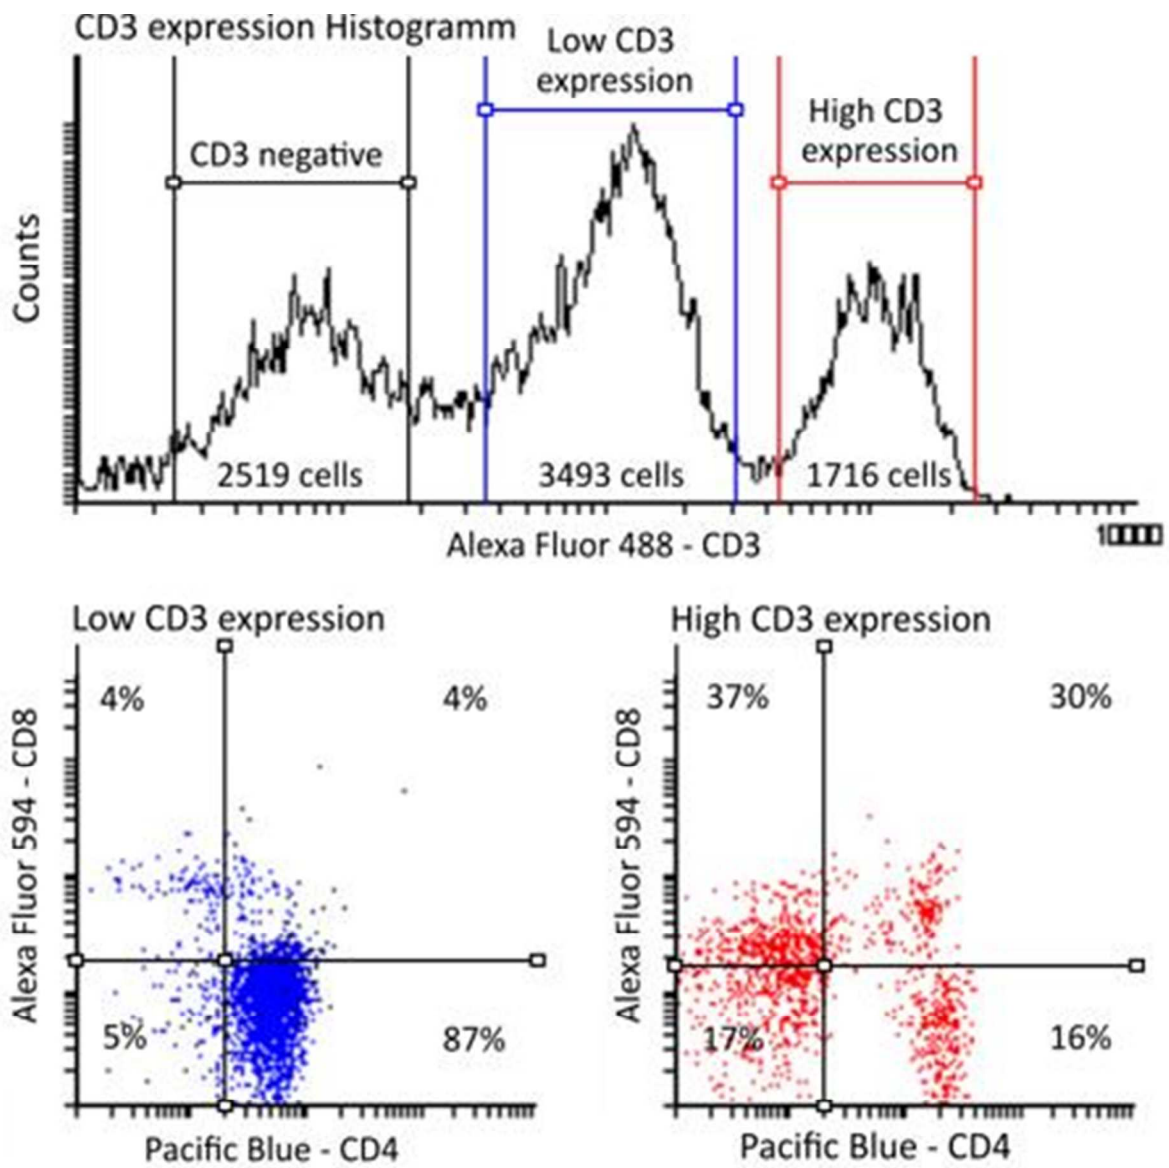 CD3 expression Histogramm
Low CD3
expression
High CD3
expression
CD3 negative
Counts
2519 cells
3493 cells
1716 cells
Alexa Fluor 488 - CD3
1
Low CD3 expression
4%
4%
5%
87%
Alexa Fluor 594 - CD8
Pacific Blue - CD4
High CD3 expression
37%
30%
17%
16%
Alexa Fluor 594 - CD8
Pacific Blue - CD4